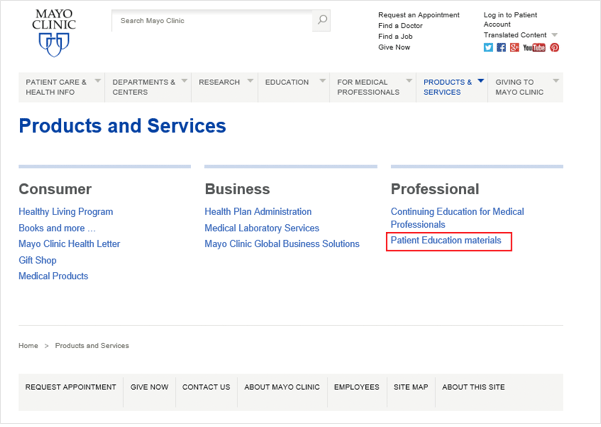 MAYO
CLINIC
Search Mayo Clinic
Request an Appointment
Find a Doctor
Find a Job
Give Now
Log in to Patient
Account
Translated Content
You Tube
PATIENT CARE &
HEALTH INFO
DEPARTMENTS &
CENTERS
RESEARCH
EDUCATION
FOR MEDICAL
PROFESSIONALS
PRODUCTS &
SERVICES
GIVING TO
MAYO CLINIC
Products and Services
Consumer
Healthy Living Program
Books and more ...
Mayo Clinic Health Letter
Gift Shop
Medical Products
Business
Health Plan Administration
Medical Laboratory Services
Mayo Clinic Global Business Solutions
Professional
Continuing Education for Medical
Professionals
Patient Education materials
Home > Products and Services
REQUEST APPOINTMENT
GIVE NOW
CONTACT US
ABOUT MAYO CLINIC
EMPLOYEES
SITE MAP
ABOUT THIS SITE